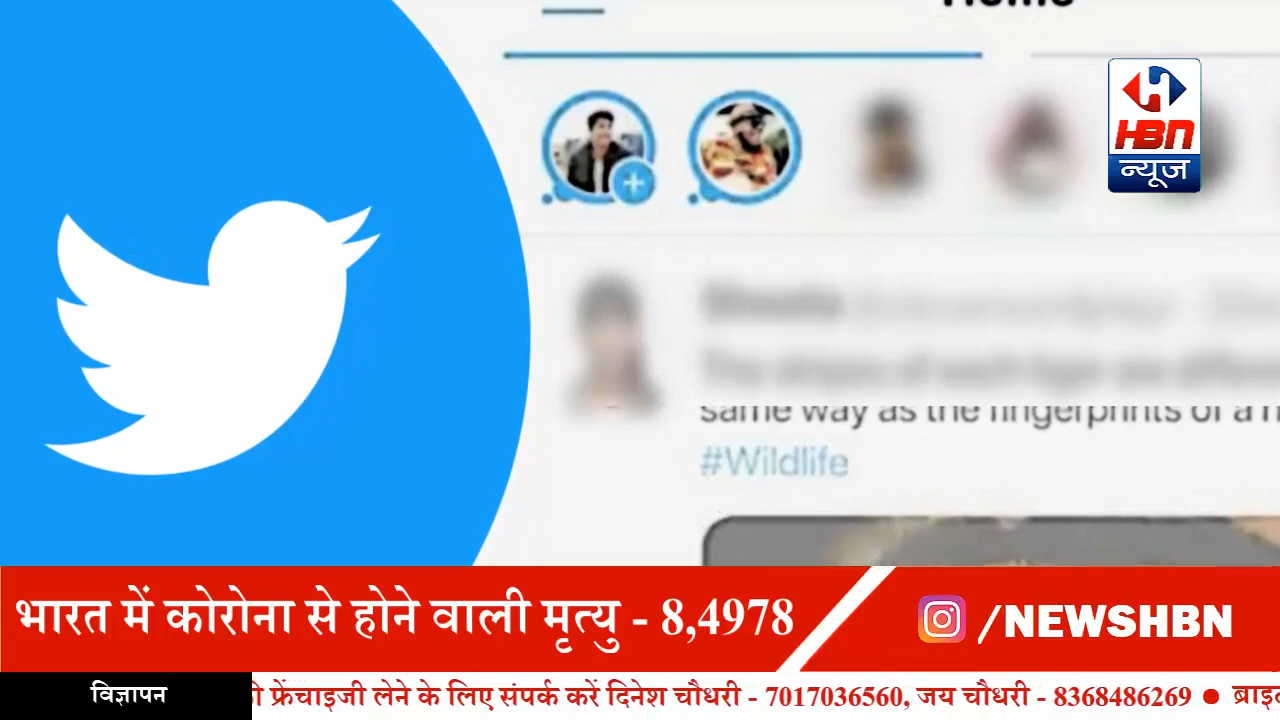 HBN
न्यूज
same way as the fingerprints of a
#Wildlife
भारत में कोरोना से होने वाली मृत्यु - 8,4978
/NEWSHBN
विज्ञापन
फ्रेंचाइजी लेने के लिए संपर्क करें दिनेश चौधरी - 7017036560, जय चौधरी - 8368486269 ●